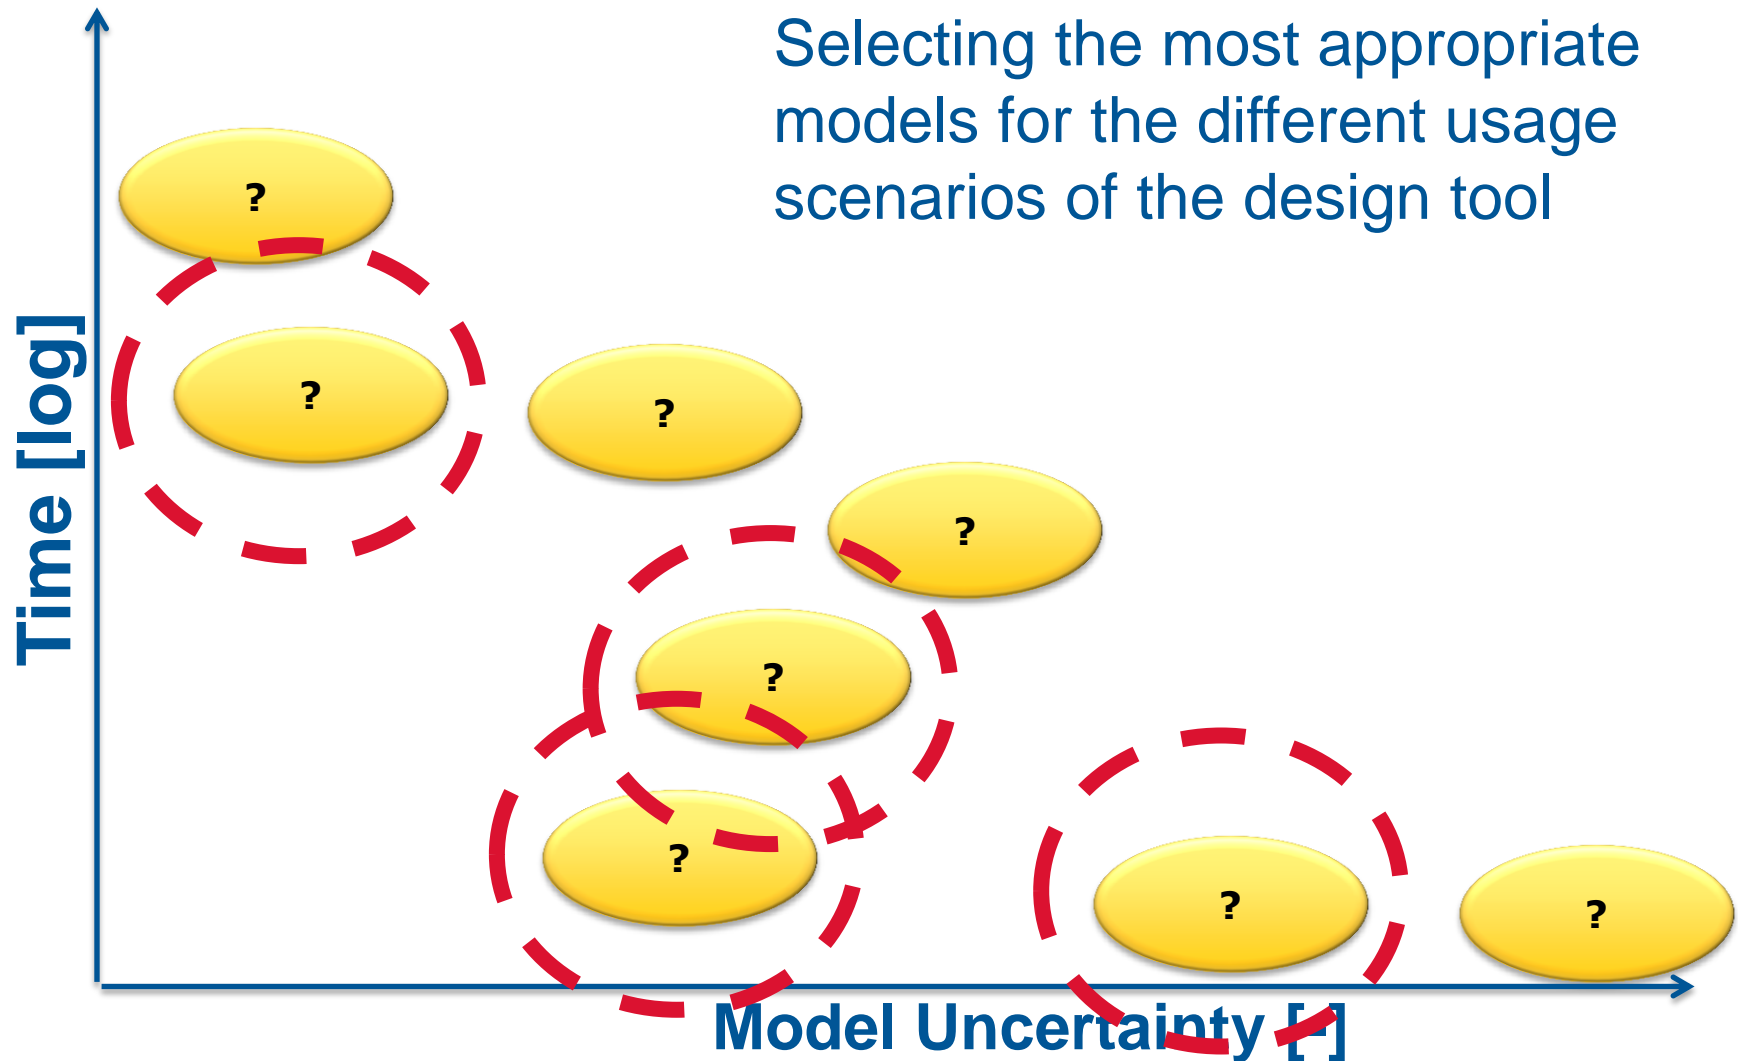 Selecting the most appropriate
models for the different usage
scenarios of the design tool
Time [log]
?
?
?
?
?
?
?
?
Model Uncertainty [-]